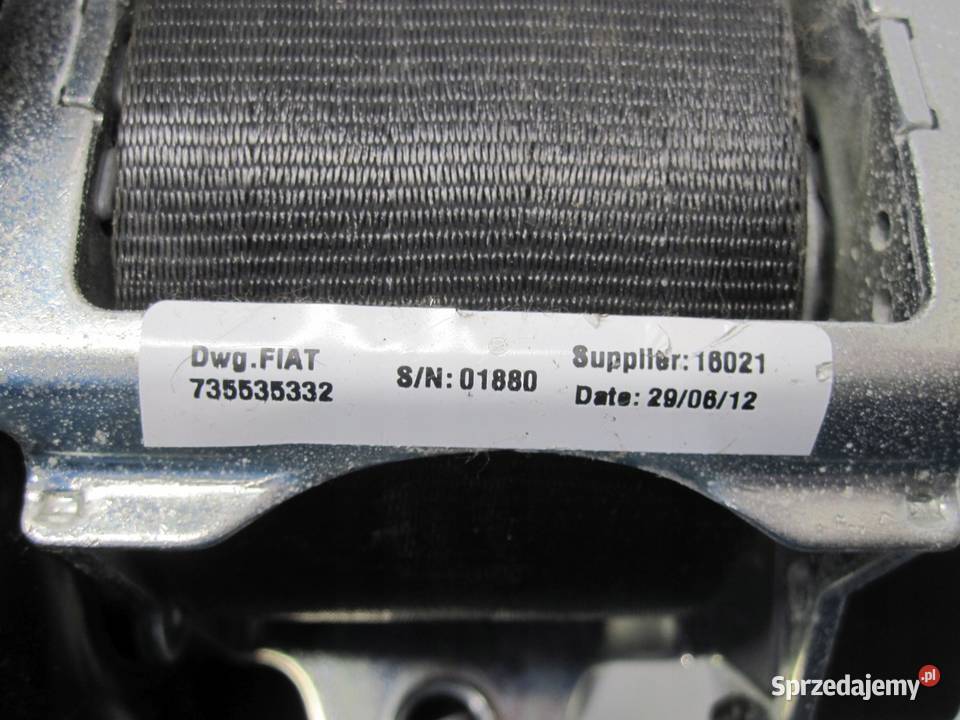 Dwg.FIAT
735535332
S/N: 01880
Supplier: 16021
Date: 29/06/12
Sprzedajemy.pl